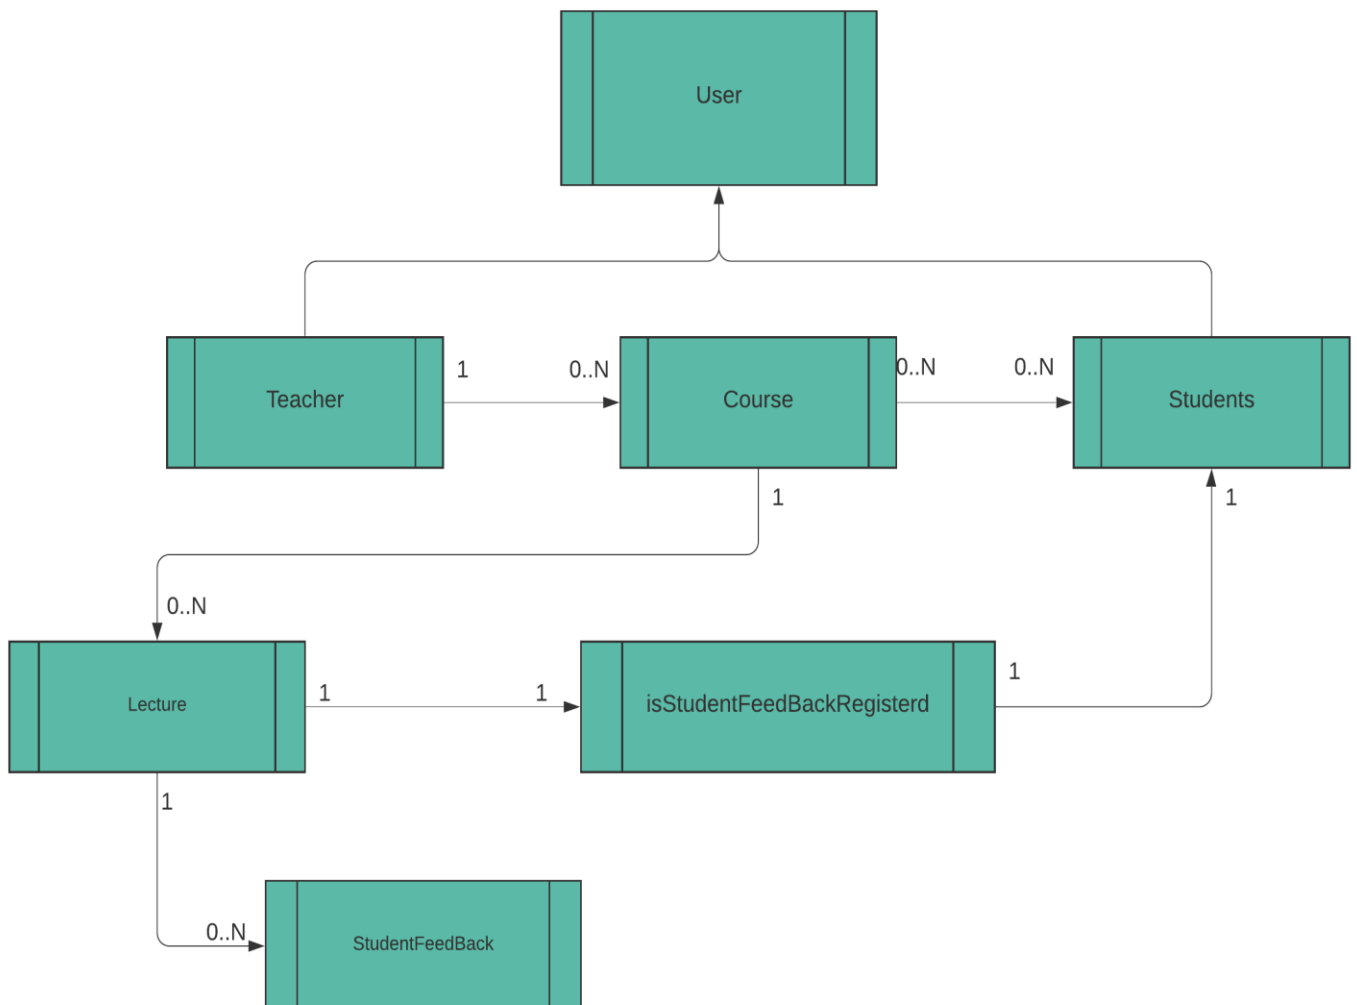 User
1
0..N
0..N
0..N
Teacher
Course
Students
1
1
0..N
1
1
1
Lecture
isStudentFeedBackRegisterd
1
0..N
StudentFeedBack